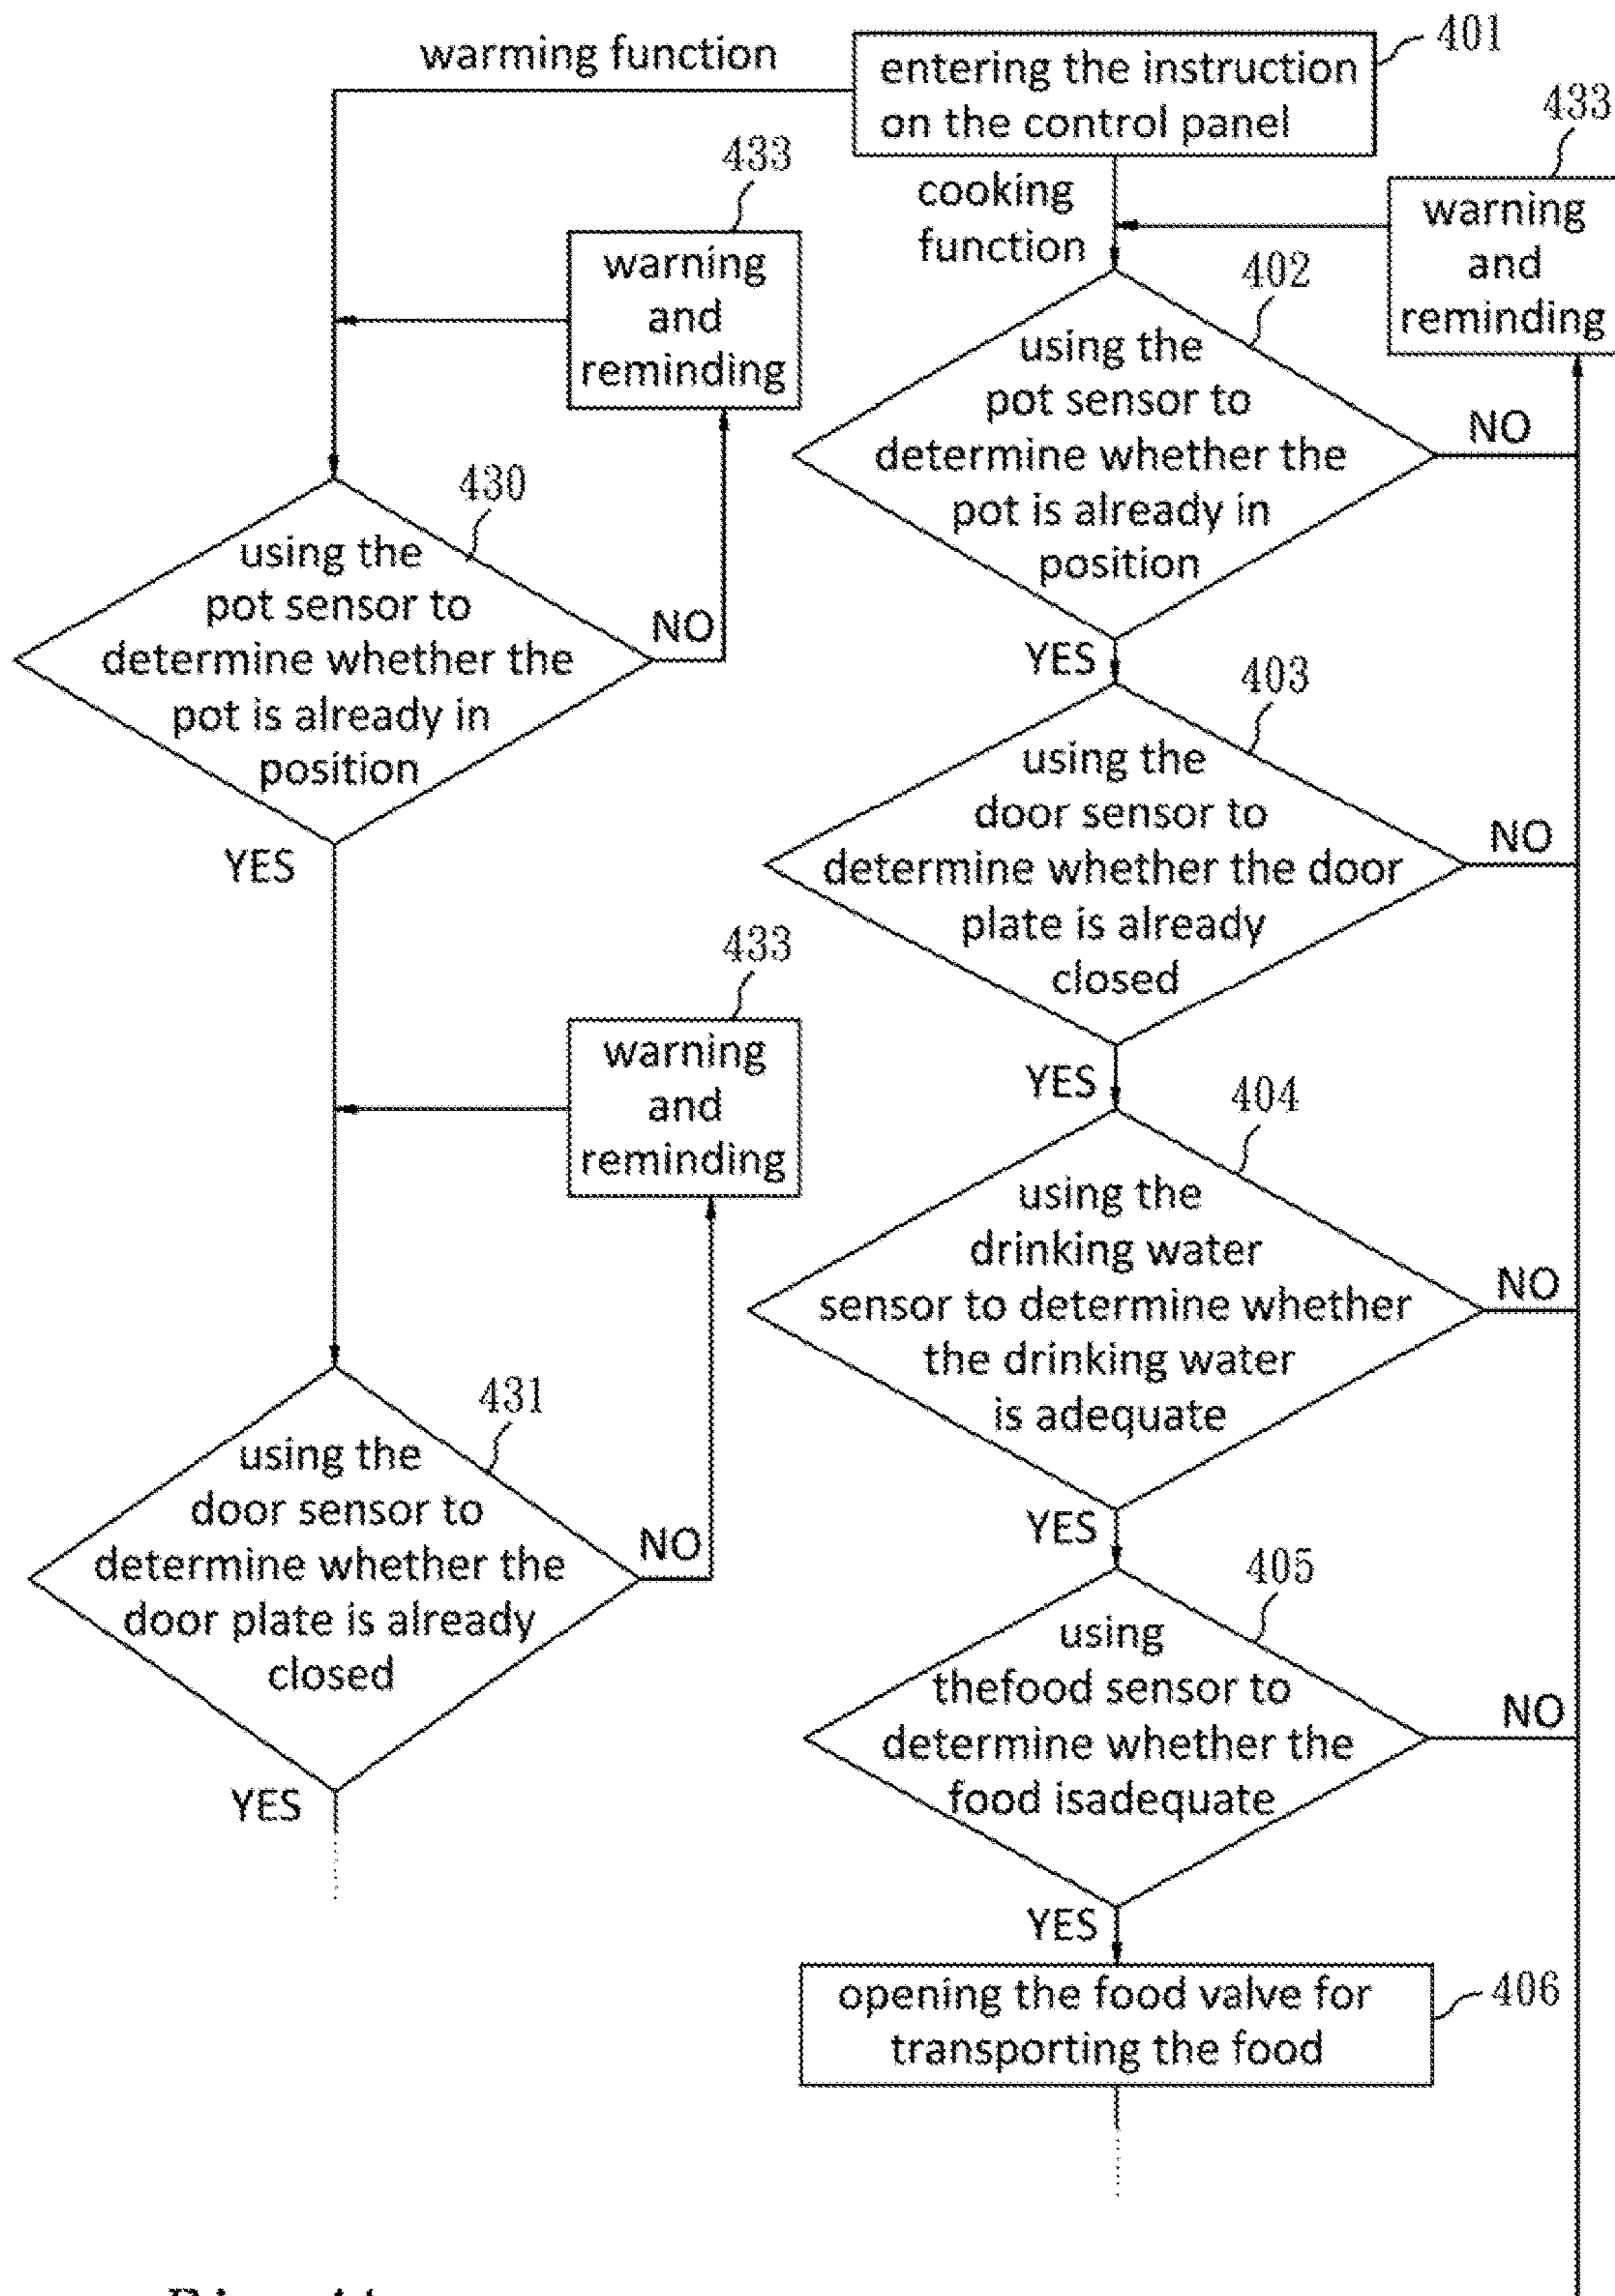 warming function
entering the instruction
on the control panel
401
cooking
function
433
warning
and
reminding
433
warning
and
reminding
402
using the
pot sensor to
determine whether the
pot is already in
position
NO
YES
430
using the
pot sensor to
determine whether the
pot is already in
position
NO
YES
403
using the
door sensor to
determine whether the door
plate is already
closed
NO
YES
433
warning
and
reminding
404
using the
drinking water
sensor to determine whether
the drinking water
is adequate
NO
YES
431
using the
door sensor to
determine whether the
door plate is already
closed
NO
YES
405
using
thefood sensor to
determine whether the
food isadequate
NO
YES
opening the food valve for
transporting the food
406